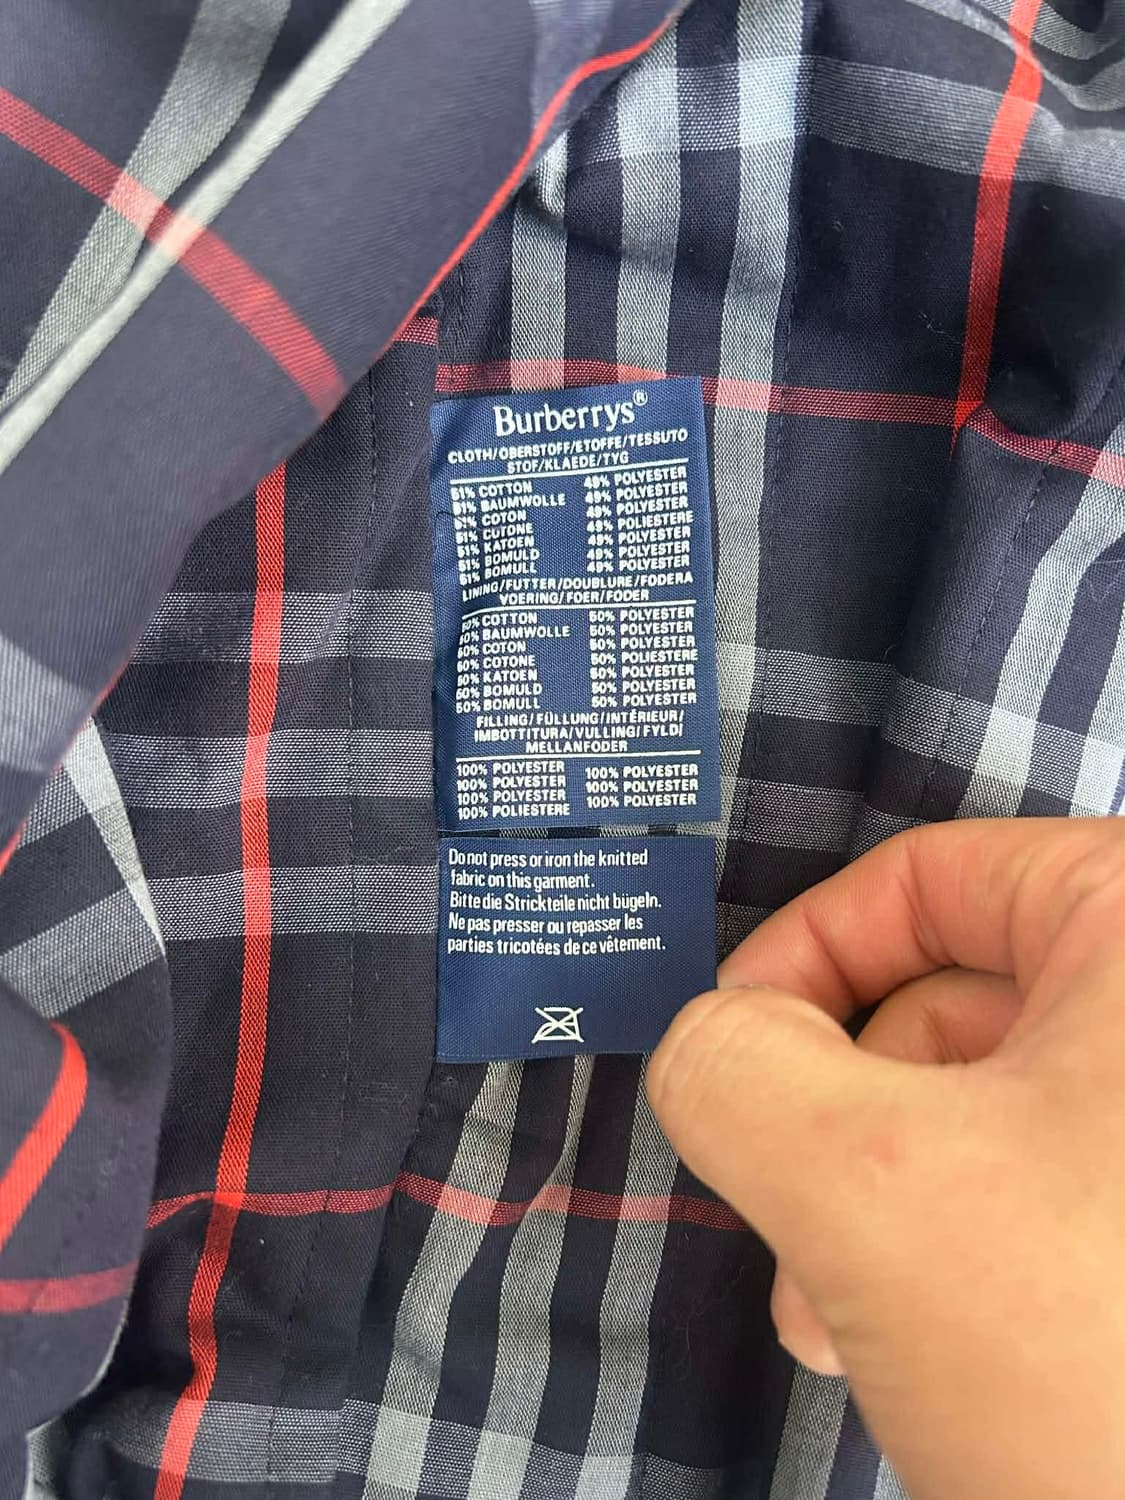 Burberrys®
CLOTH/OBERSTOFF/ETOFFE/TESSUTO
STOF/KLAEDE/TYG
51% COTTON 49% POLYESTER
51% BAUMWOLLE 49% POLYESTER
51% COTON 49% POLYESTER
51% COTONE 49% POLIESTERE
51% KATOEN 49% POLYESTER
51% BOMULD 49% POLYESTER
51% BOMULL 49% POLYESTER
LINING/FUTTER/DOUBLURE/FODERA
VOERING/FOER/FODER
50% COTTON 50% POLYESTER
50% BAUMWOLLE 50% POLYESTER
50% COTON 50% POLYESTER
50% COTONE 50% POLIESTERE
50% KATOEN 50% POLYESTER
50% BOMULD 50% POLYESTER
50% BOMULL 50% POLYESTER
FILLING/FÜLLUNG/INTÉRIEUR/
IMBOTTITURA/VULLING/FYLD/
MELLANFODER
100% POLYESTER 100% POLYESTER
100% POLYESTER 100% POLYESTER
100% POLYESTER 100% POLYESTER
100% POLIESTERE
Do not press or iron the knitted
fabric on this garment.
Bitte die Strickteile nicht bügeln.
Ne pas presser ou repasser les
parties tricotées de ce vêtement.